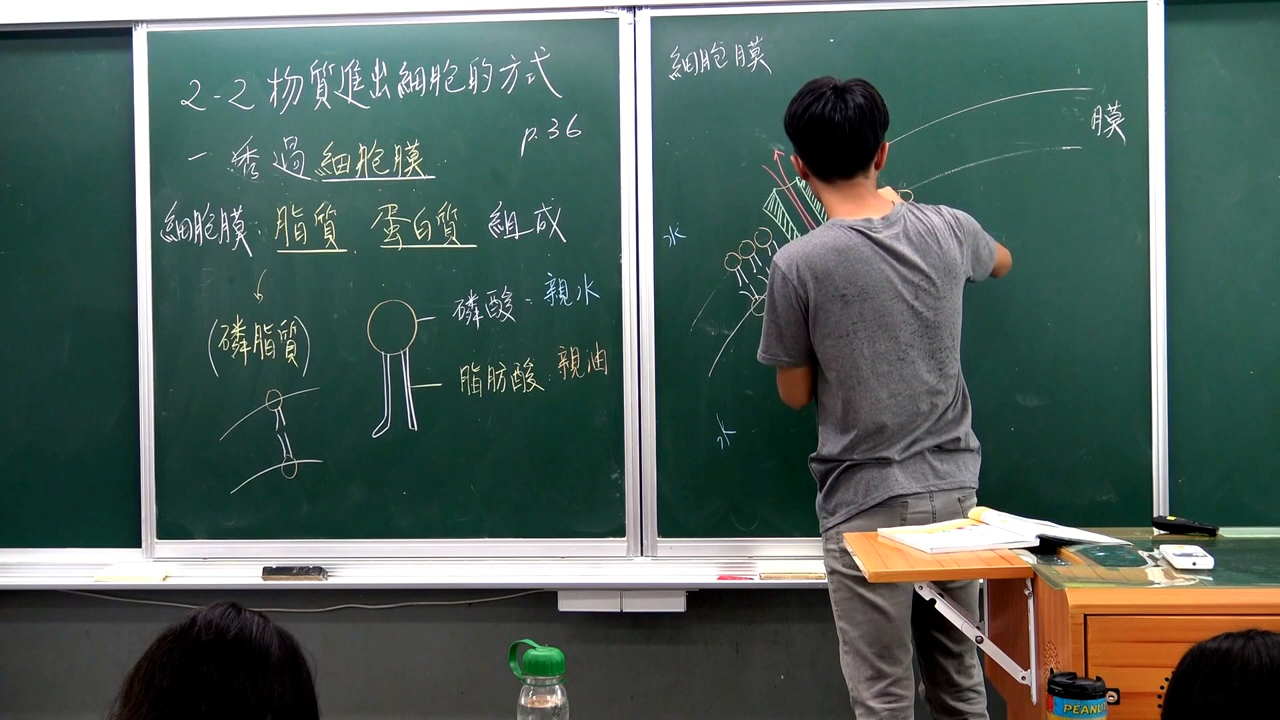 2-2 物質進出細胞的方式
p.36
一 透過細胞膜
細胞膜:脂質、蛋白質 組成
(磷脂質)
磷酸:親水
脂肪酸:親油
細胞膜
膜
水
水
PEANU